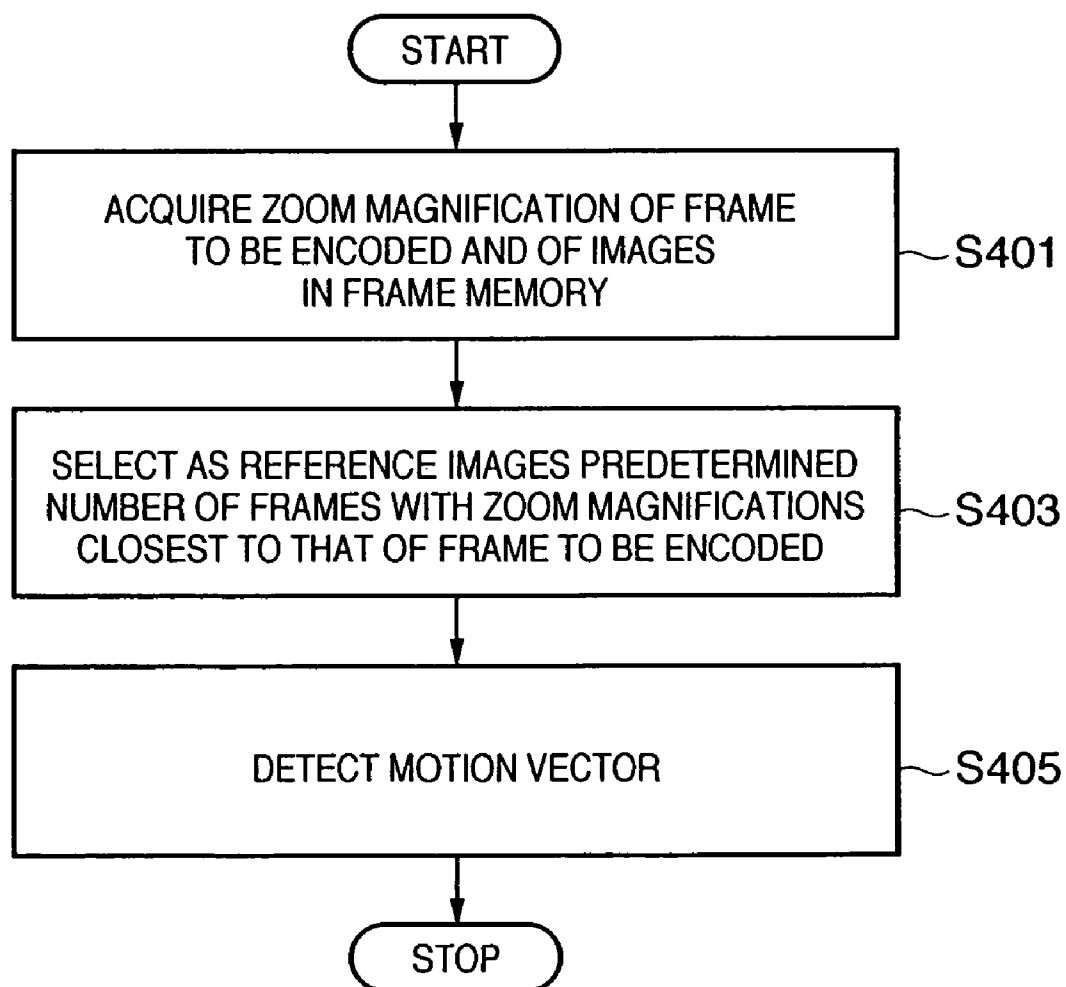 START
ACQUIRE ZOOM MAGNIFICATION OF FRAME
TO BE ENCODED AND OF IMAGES
IN FRAME MEMORY
S401
SELECT AS REFERENCE IMAGES PREDETERMINED
NUMBER OF FRAMES WITH ZOOM MAGNIFICATIONS
CLOSEST TO THAT OF FRAME TO BE ENCODED
S403
DETECT MOTION VECTOR
S405
STOP